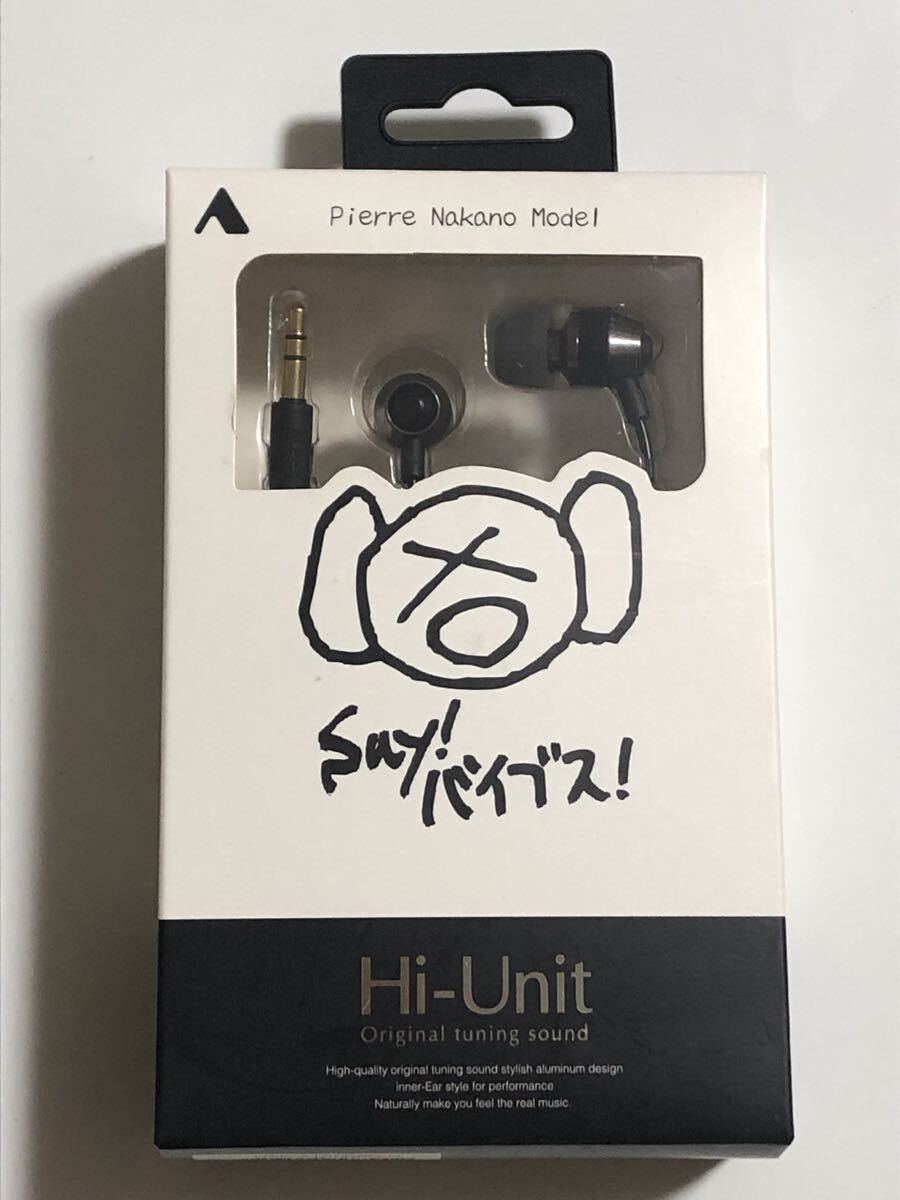 Pierre Nakano Model
Say!
バイブス!
Hi-Unit
Original tuning sound
High-quality original tuning sound stylish aluminum design
inner-Ear style for performance
Naturally make you feel the real music.